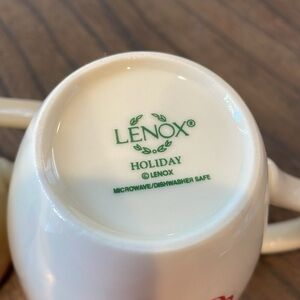 LENOX®
HOLIDAY
© LENOX
MICROWAVE/DISHWASHER SAFE